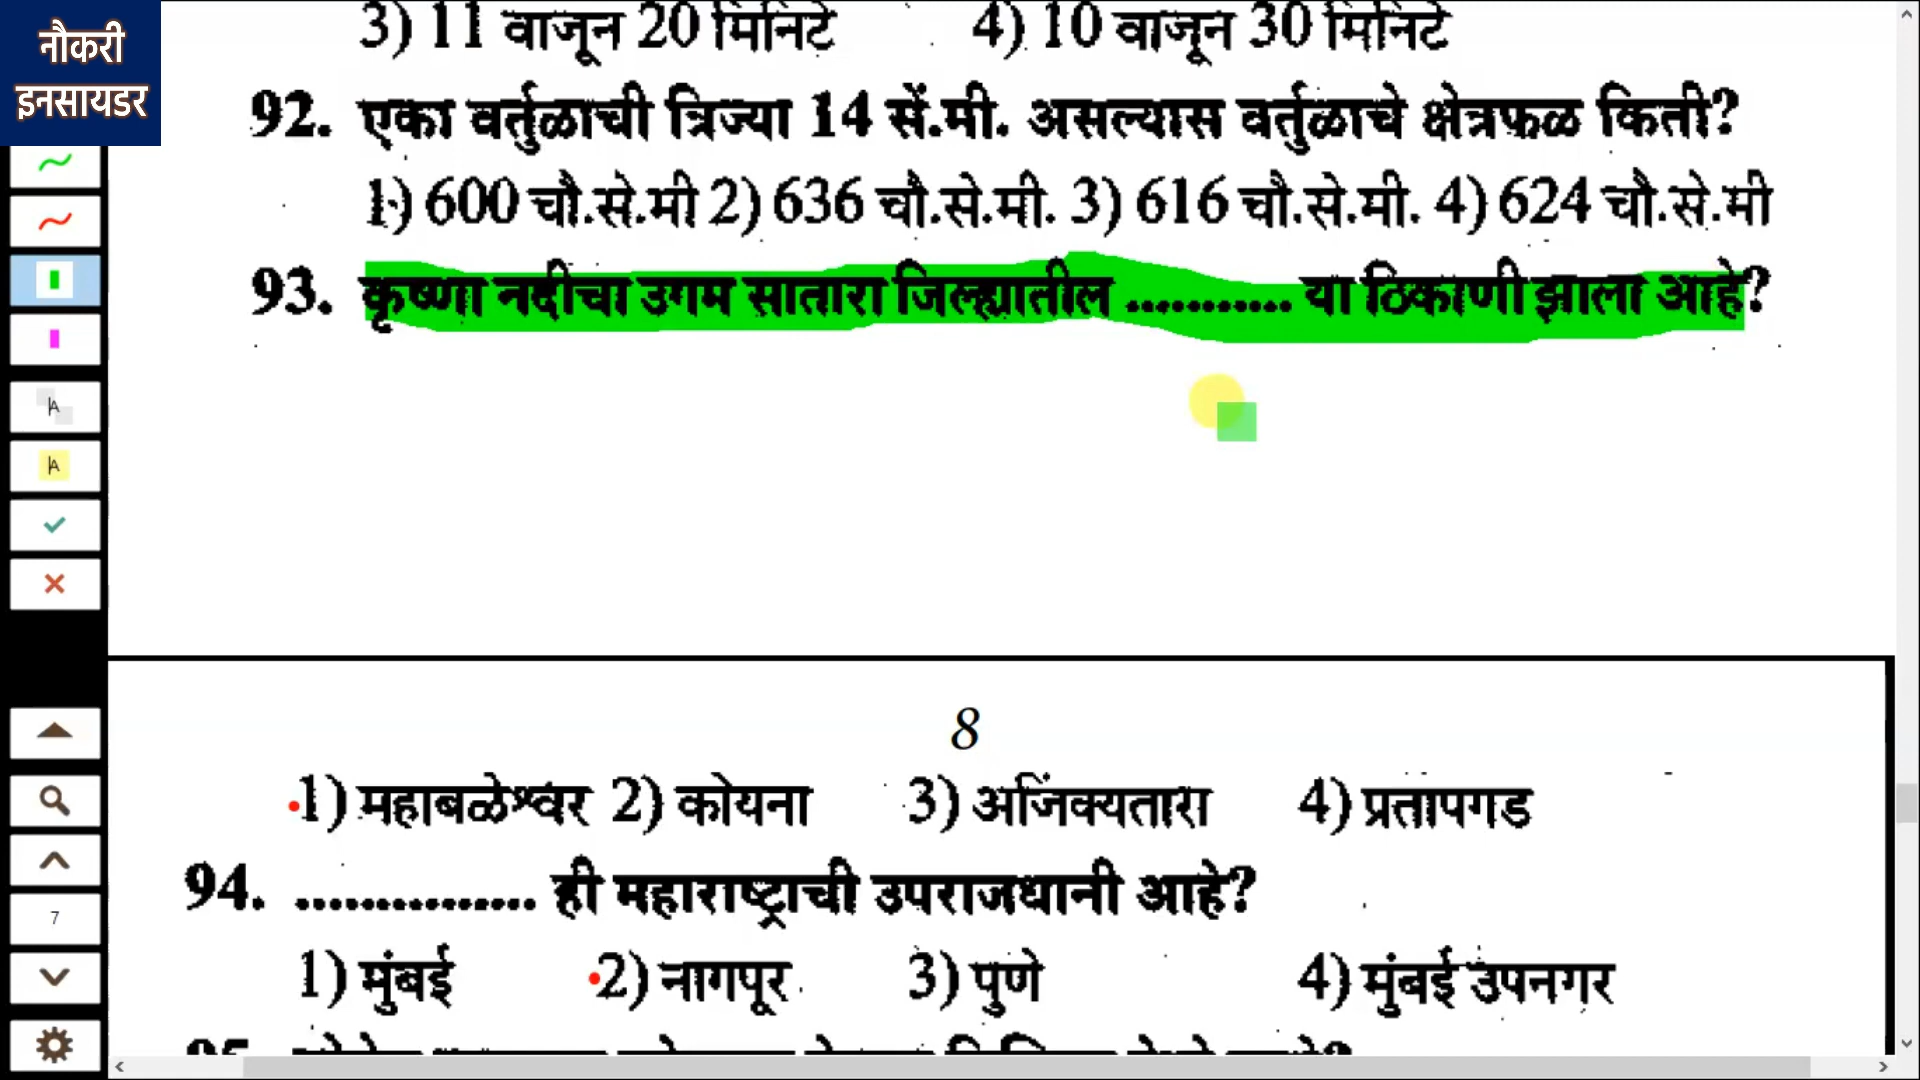 नौकरी
इनसायडर
3) 11 वाजून 20 मिनिटे 4) 10 वाजून 30 मिनिटे
92. एका वर्तुळाची त्रिज्या 14 सें.मी. असल्यास वर्तुळाचे क्षेत्रफळ किती?
1) 600 चौ.से.मी 2) 636 चौ.से.मी. 3) 616 चौ.से.मी. 4) 624 चौ.से.मी
93. कृष्णा नदीचा उगम सातारा जिल्ह्यातील ........... या ठिकाणी झाला आहे?
A
A
7
8
1) महाबळेश्वर 2) कोयना 3) अजिंक्यतारा 4) प्रतापगड
94. ............... ही महाराष्ट्राची उपराजधानी आहे?
1) मुंबई 2) नागपूर 3) पुणे 4) मुंबई उपनगर